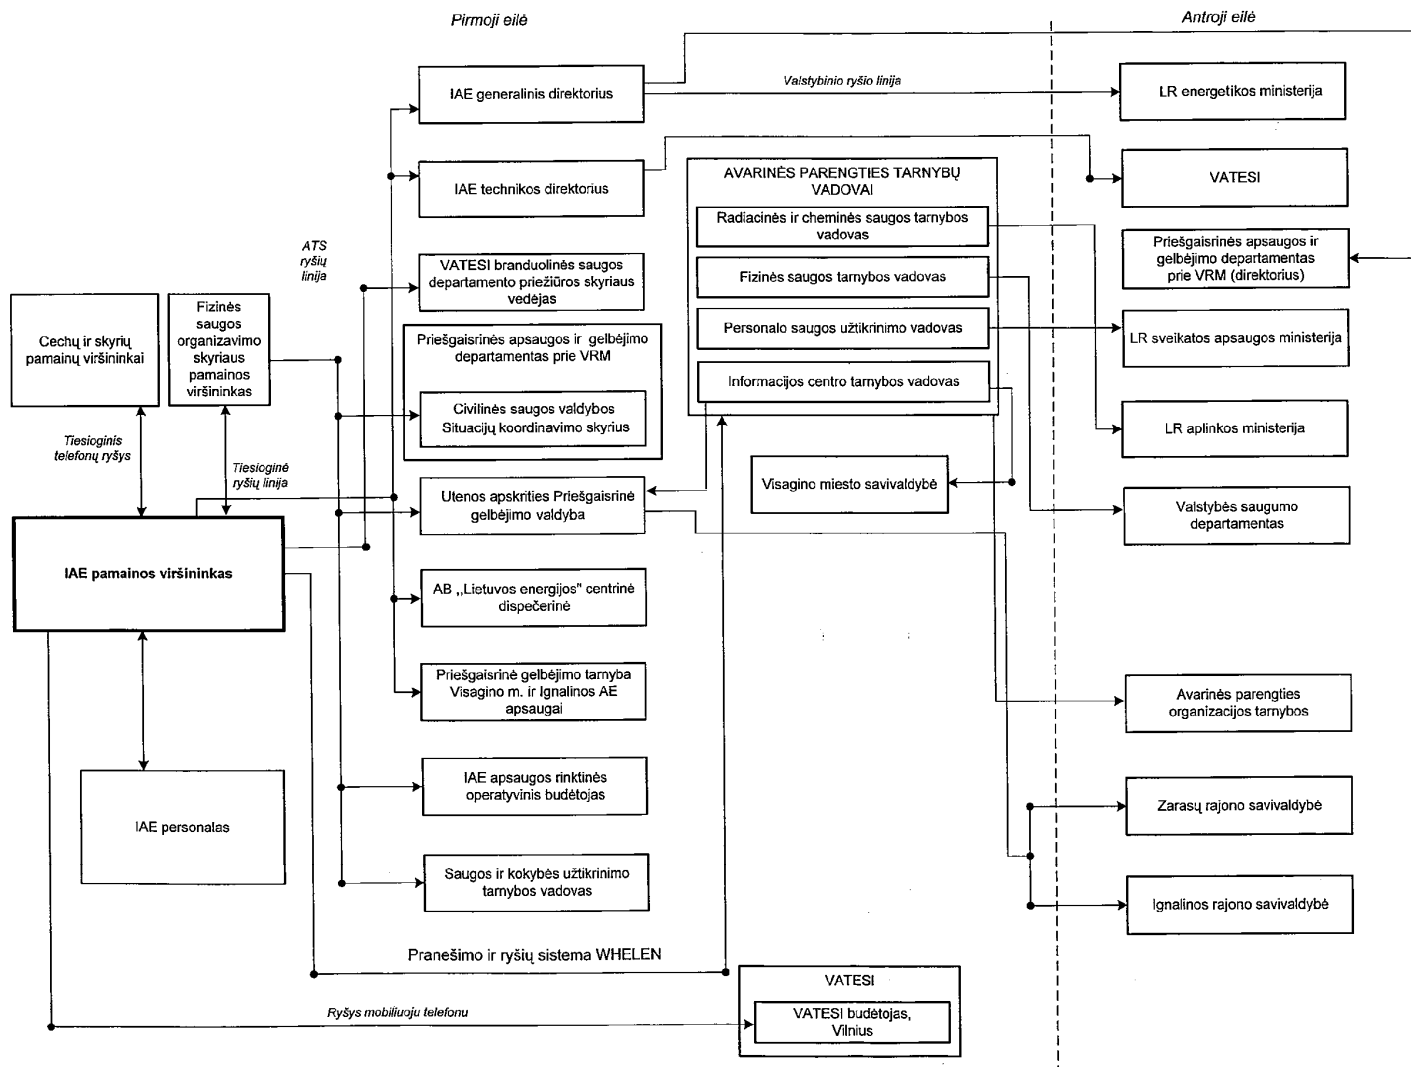 Pirmoji eilė
Antroji eilė
IAE generalinis direktorius
Valstybinio ryšio linija
LR energetikos ministerija
IAE technikos direktorius
AVARINĖS PARENGTIES TARNYBŲ
VADOVAI
VATESI
Radiacinės ir cheminės saugos tarnybos
vadovas
ATS
ryšių
linija
VATESI branduolinės saugos
departamento priežiūros skyriaus
vedėjas
Fizinės saugos tarnybos vadovas
Priešgaisrinės apsaugos ir
gelbėjimo departamentas
prie VRM (direktorius)
Cechų ir skyrių
pamainų viršininkai
Fizinės
saugos
organizavimo
skyriaus
pamainos
viršininkas
Priešgaisrinės apsaugos ir gelbėjimo
departamentas prie VRM
Personalo saugos užtikrinimo vadovas
LR sveikatos apsaugos ministerija
Informacijos centro tarnybos vadovas
Civilinės saugos valdybos
Situacijų koordinavimo skyrius
LR aplinkos ministerija
Tiesioginis
telefonų ryšys
Tiesioginė
ryšių linija
Visagino miesto savivaldybė
Utenos apskrities Priešgaisrinė
gelbėjimo valdyba
Valstybės saugumo
departamentas
IAE pamainos viršininkas
AB ,,Lietuvos energijos" centrinė
dispečerinė
Priešgaisrinė gelbėjimo tarnyba
Visagino m. ir Ignalinos AE
apsaugai
Avarinės parengties
organizacijos tarnybos
IAE apsaugos rinktinės
operatyvinis budėtojas
IAE personalas
Zarasų rajono savivaldybė
Saugos ir kokybės užtikrinimo
tarnybos vadovas
Ignalinos rajono savivaldybė
Pranešimo ir ryšių sistema WHELEN
VATESI
Ryšys mobiliuoju telefonu
VATESI budėtojas,
Vilnius